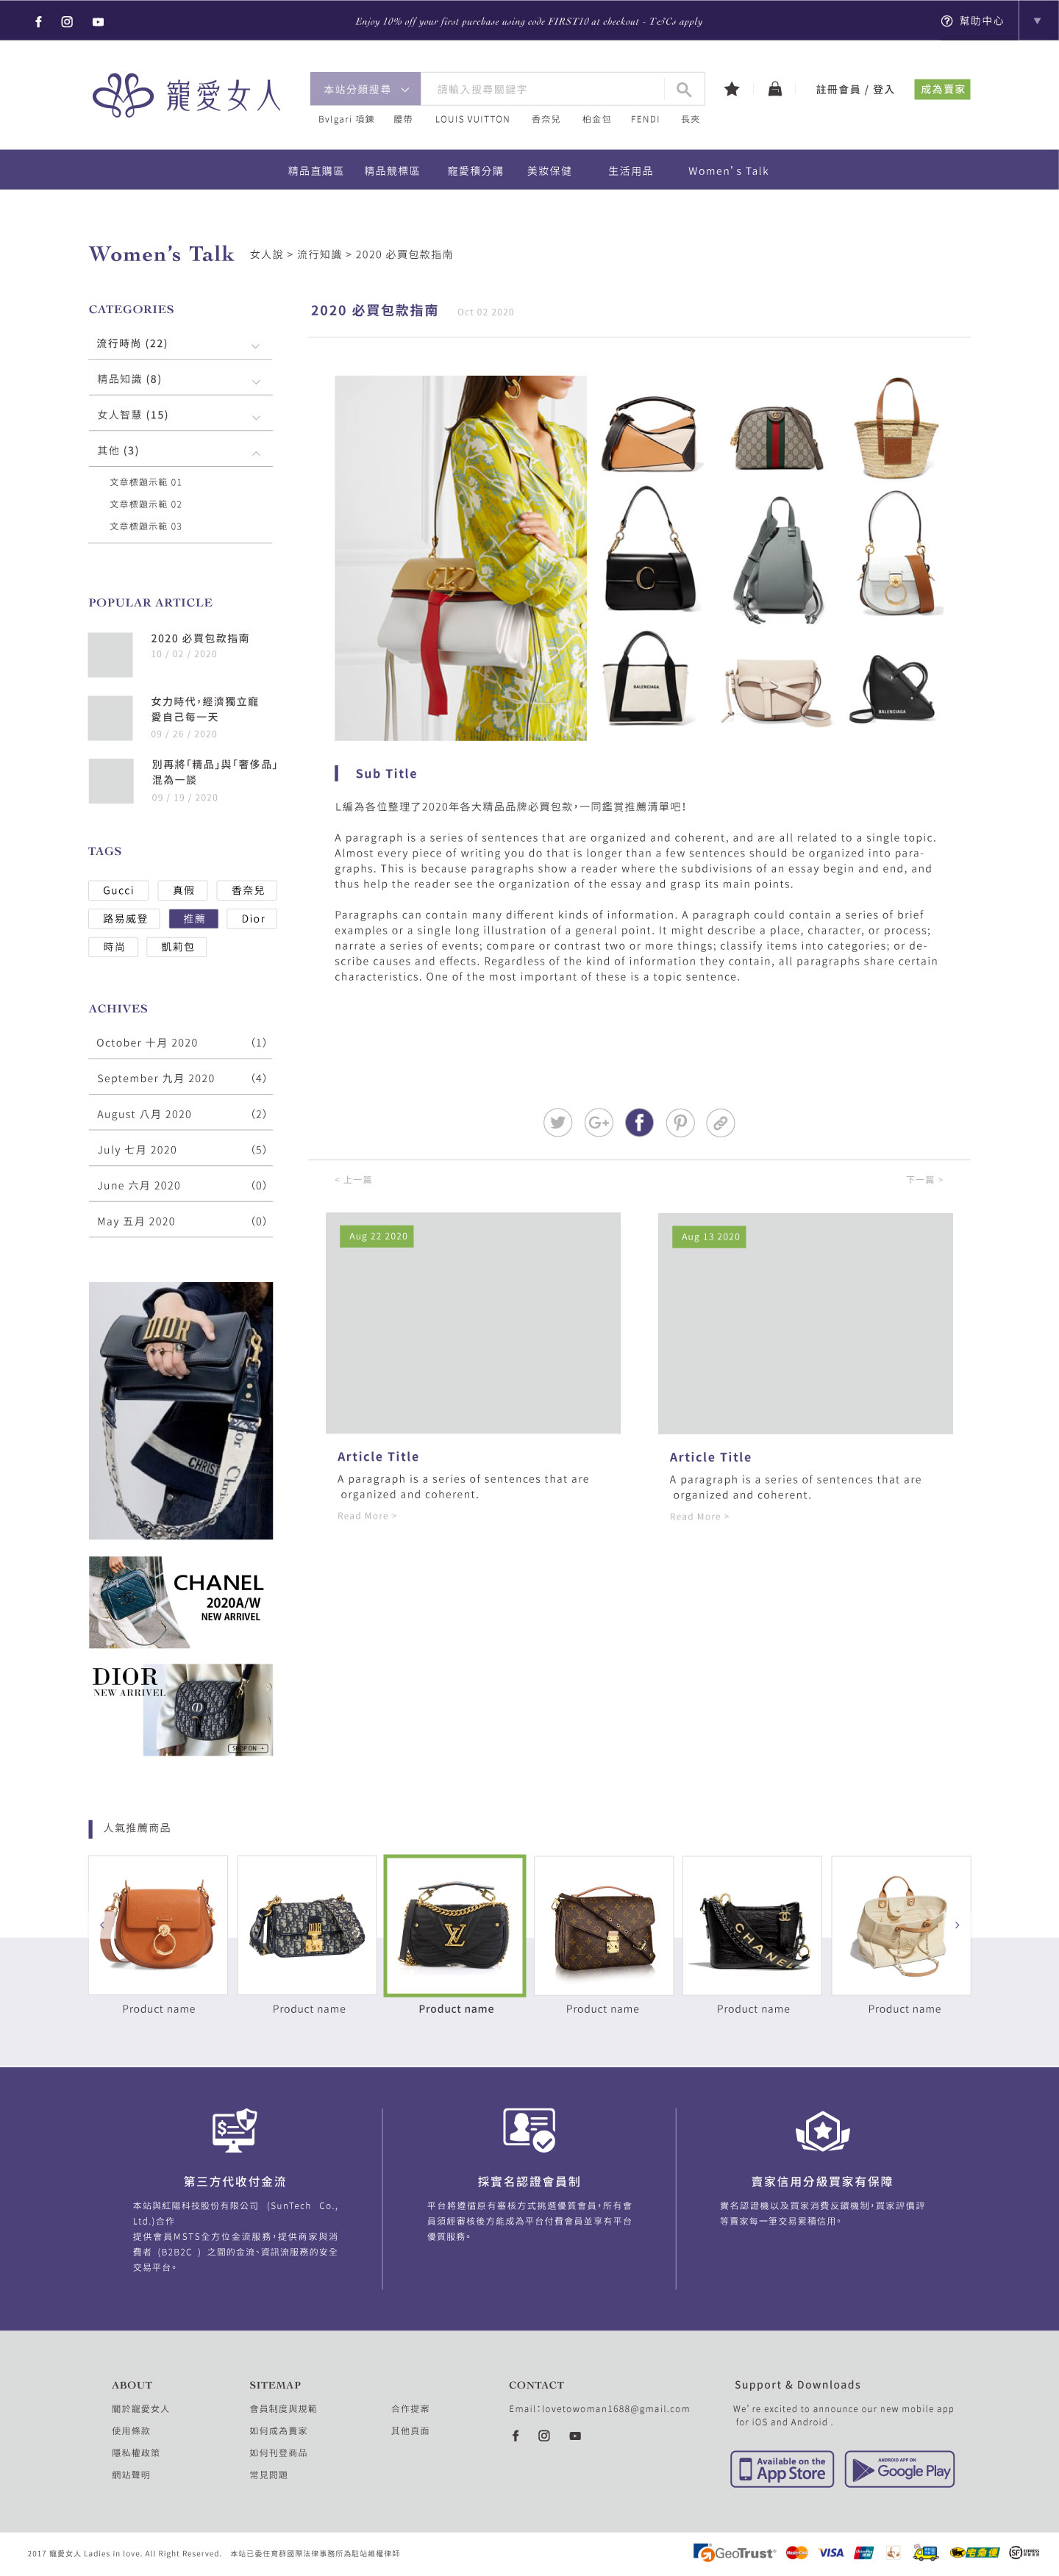 Enjoy 10% off your first purchase using code FIRST10 at checkout - T&Cs apply
幫助中心
寵愛女人
本站分類搜尋
請輸入搜尋關鍵字
註冊會員 / 登入
成為賣家
Bvlgari 項鍊 腰帶 LOUIS VUITTON 香奈兒 柏金包 FENDI 長夾
精品直購區 精品競標區 寵愛積分購 美妝保健 生活用品 Women's Talk
Women's Talk 女人說 > 流行知識 > 2020 必買包款指南
CATEGORIES
流行時尚 (22)
精品知識 (8)
女人智慧 (15)
其他 (3)
文章標題示範 01
文章標題示範 02
文章標題示範 03
POPULAR ARTICLE
2020 必買包款指南
10 / 02 / 2020
女力時代，經濟獨立寵
愛自己每一天
09 / 26 / 2020
別再將「精品」與「奢侈品」
混為一談
09 / 19 / 2020
TAGS
Gucci 真假 香奈兒
路易威登 推薦 Dior
時尚 凱莉包
ACHIVES
October 十月 2020 (1)
September 九月 2020 (4)
August 八月 2020 (2)
July 七月 2020 (5)
June 六月 2020 (0)
May 五月 2020 (0)
DIOR
CHRIST
Christian Dior
CHANEL
2020A/W
NEW ARRIVEL
DIOR
NEW ARRIVEL
SHOP ON
2020 必買包款指南 Oct 02 2020
BALENCIAGA
BALENCIAGA
Sub Title
L編為各位整理了2020年各大精品品牌必買包款，一同鑑賞推薦清單吧！
A paragraph is a series of sentences that are organized and coherent, and are all related to a single topic.
Almost every piece of writing you do that is longer than a few sentences should be organized into para-
graphs. This is because paragraphs show a reader where the subdivisions of an essay begin and end, and
thus help the reader see the organization of the essay and grasp its main points.
Paragraphs can contain many different kinds of information. A paragraph could contain a series of brief
examples or a single long illustration of a general point. It might describe a place, character, or process;
narrate a series of events; compare or contrast two or more things; classify items into categories; or de-
scribe causes and effects. Regardless of the kind of information they contain, all paragraphs share certain
characteristics. One of the most important of these is a topic sentence.
< 上一篇
下一篇 >
Aug 22 2020
Article Title
A paragraph is a series of sentences that are
organized and coherent.
Read More >
Aug 13 2020
Article Title
A paragraph is a series of sentences that are
organized and coherent.
Read More >
人氣推薦商品
DIOR
CHANEL
Product name
Product name
Product name
Product name
Product name
Product name
第三方代收付金流
本站與紅陽科技股份有限公司 (SunTech Co.,
Ltd.)合作
提供會員MSTS全方位金流服務，提供商家與消
費者 (B2B2C ) 之間的金流、資訊流服務的安全
交易平台。
採實名認證會員制
平台將遵循原有審核方式挑選優質會員，所有會
員須經審核後方能成為平台付費會員並享有平台
優質服務。
賣家信用分級買家有保障
實名認證機以及買家消費反饋機制，買家評價評
等賣家每一筆交易累積信用。
ABOUT
關於寵愛女人
使用條款
隱私權政策
網站聲明
SITEMAP
會員制度與規範
如何成為賣家
如何刊登商品
常見問題
合作提案
其他頁面
CONTACT
Email：lovetowoman1688@gmail.com
Support & Downloads
We're excited to announce our new mobile app
for iOS and Android .
Available on the
App Store
ANDROID APP ON
Google Play
2017 寵愛女人 Ladies in love. All Right Reserved. 本站已委任育群國際法律事務所為駐站維權律師
GeoTrust
MasterCard
VISA
宅急便
SF EXPRESS